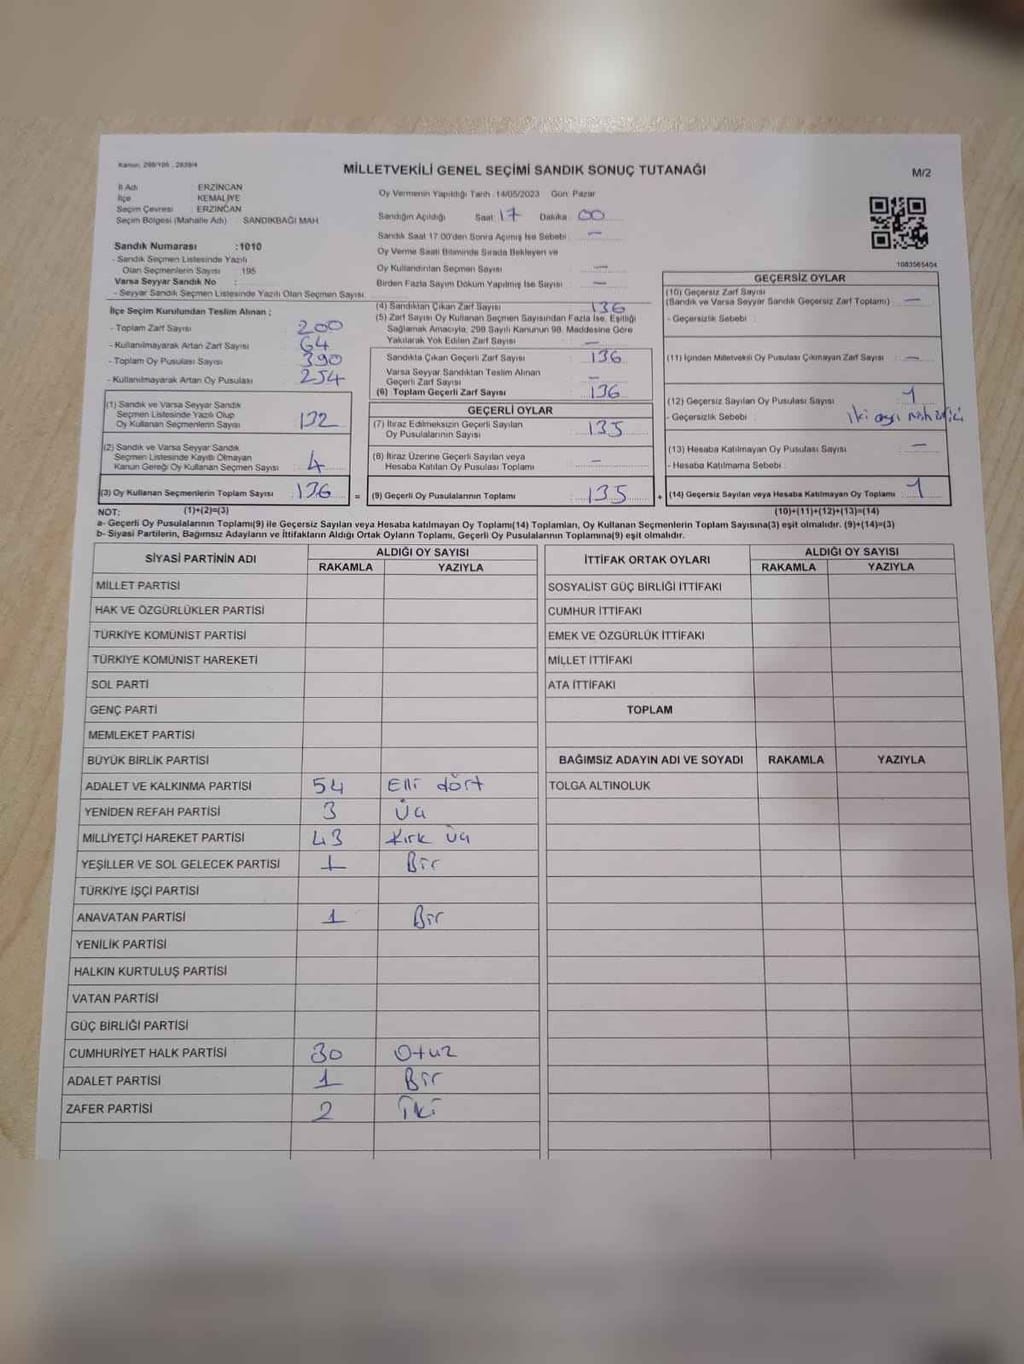 Kanun: 298/105 , 2839/4
MİLLETVEKİLİ GENEL SEÇİMİ SANDIK SONUÇ TUTANAĞI
M/2
İl Adı ERZİNCAN
İlçe KEMALİYE
Seçim Çevresi : ERZİNCAN
Seçim Bölgesi (Mahalle Adı) SANDIKBAĞI MAH
Sandık Numarası :1010
- Sandık Seçmen Listesinde Yazılı
Olan Seçmenlerin Sayısı 195
Varsa Seyyar Sandık No :
- Seyyar Sandık Seçmen Listesinde Yazılı Olan Seçmen Sayısı
Oy Vermenin Yapıldığı Tarih :14/05/2023 Gün: Pazar
Sandığın Açıldığı Saat 17 Dakika : 00
Sandık Saat 17.00'den Sonra Açılmış İse Sebebi : —
Oy Verme Saati Bitiminde Sırada Bekleyen ve
Oy Kullandırılan Seçmen Sayısı —
Birden Fazla Sayım Döküm Yapılmış İse Sayısı : —
1083565404
İlçe Seçim Kurulundan Teslim Alınan ;
- Toplam Zarf Sayısı 200
- Kullanılmayarak Artan Zarf Sayısı 64
- Toplam Oy Pusulası Sayısı 390
- Kullanılmayarak Artan Oy Pusulası 254
(4) Sandıktan Çıkan Zarf Sayısı 136
(5) Zarf Sayısı Oy Kullanan Seçmen Sayısından Fazla İse, Eşitliği
Sağlamak Amacıyla, 298 Sayılı Kanunun 98. Maddesine Göre
Yakılarak Yok Edilen Zarf Sayısı: —
Sandıkta Çıkan Geçerli Zarf Sayısı 136
Varsa Seyyar Sandıktan Teslim Alınan
Geçerli Zarf Sayısı —
(6) Toplam Geçerli Zarf Sayısı 136
GEÇERSİZ OYLAR
(10) Geçersiz Zarf Sayısı
(Sandık ve Varsa Seyyar Sandık Geçersiz Zarf Toplamı) —
- Geçersizlik Sebebi :
(11) İçinden Milletvekili Oy Pusulası Çıkmayan Zarf Sayısı —
(12) Geçersiz Sayılan Oy Pusulası Sayısı 1
- Geçersizlik Sebebi : iki ayrı
(13) Hesaba Katılmayan Oy Pusulası Sayısı —
- Hesaba Katılmama Sebebi :
(14) Geçersiz Sayılan veya Hesaba Katılmayan Oy Toplamı 1
(1) Sandık ve Varsa Seyyar Sandık
Seçmen Listesinde Yazılı Olup
Oy Kullanan Seçmenlerin Sayısı 132
(2) Sandık ve Varsa Seyyar Sandık
Seçmen Listesinde Kayıtlı Olmayan
Kanun Gereği Oy Kullanan Seçmen Sayısı 4
(3) Oy Kullanan Seçmenlerin Toplam Sayısı 136 =
GEÇERLİ OYLAR
(7) İtiraz Edilmeksizin Geçerli Sayılan
Oy Pusulalarının Sayısı 135
(8) İtiraz Üzerine Geçerli Sayılan veya
Hesaba Katılan Oy Pusulası Toplamı —
(9) Geçerli Oy Pusulalarının Toplamı 135 +
NOT: (1)+(2)=(3) (10)+(11)+(12)+(13)=(14)
a- Geçerli Oy Pusulalarının Toplamı(9) ile Geçersiz Sayılan veya Hesaba katılmayan Oy Toplamı(14) Toplamları, Oy Kullanan Seçmenlerin Toplam Sayısına(3) eşit olmalıdır. (9)+(14)=(3)
b- Siyasi Partilerin, Bağımsız Adayların ve İttifakların Aldığı Ortak Oyların Toplamı, Geçerli Oy Pusulalarının Toplamına(9) eşit olmalıdır.
SİYASİ PARTİNİN ADI ALDIĞI OY SAYISI
RAKAMLA YAZIYLA
MİLLET PARTİSİ
HAK VE ÖZGÜRLÜKLER PARTİSİ
TÜRKİYE KOMÜNİST PARTİSİ
TÜRKİYE KOMÜNİST HAREKETİ
SOL PARTİ
GENÇ PARTİ
MEMLEKET PARTİSİ
BÜYÜK BİRLİK PARTİSİ
ADALET VE KALKINMA PARTİSİ 54 Elli dört
YENİDEN REFAH PARTİSİ 3 Üç
MİLLİYETÇİ HAREKET PARTİSİ 43 Kırk üç
YEŞİLLER VE SOL GELECEK PARTİSİ 1 Bir
TÜRKİYE İŞÇİ PARTİSİ
ANAVATAN PARTİSİ 1 Bir
YENİLİK PARTİSİ
HALKIN KURTULUŞ PARTİSİ
VATAN PARTİSİ
GÜÇ BİRLİĞİ PARTİSİ
CUMHURİYET HALK PARTİSİ 30 Otuz
ADALET PARTİSİ 1 Bir
ZAFER PARTİSİ 2 İki
İTTİFAK ORTAK OYLARI ALDIĞI OY SAYISI
RAKAMLA YAZIYLA
SOSYALİST GÜÇ BİRLİĞİ İTTİFAKI
CUMHUR İTTİFAKI
EMEK VE ÖZGÜRLÜK İTTİFAKI
MİLLET İTTİFAKI
ATA İTTİFAKI
TOPLAM
BAĞIMSIZ ADAYIN ADI VE SOYADI RAKAMLA YAZIYLA
TOLGA ALTINOLUK